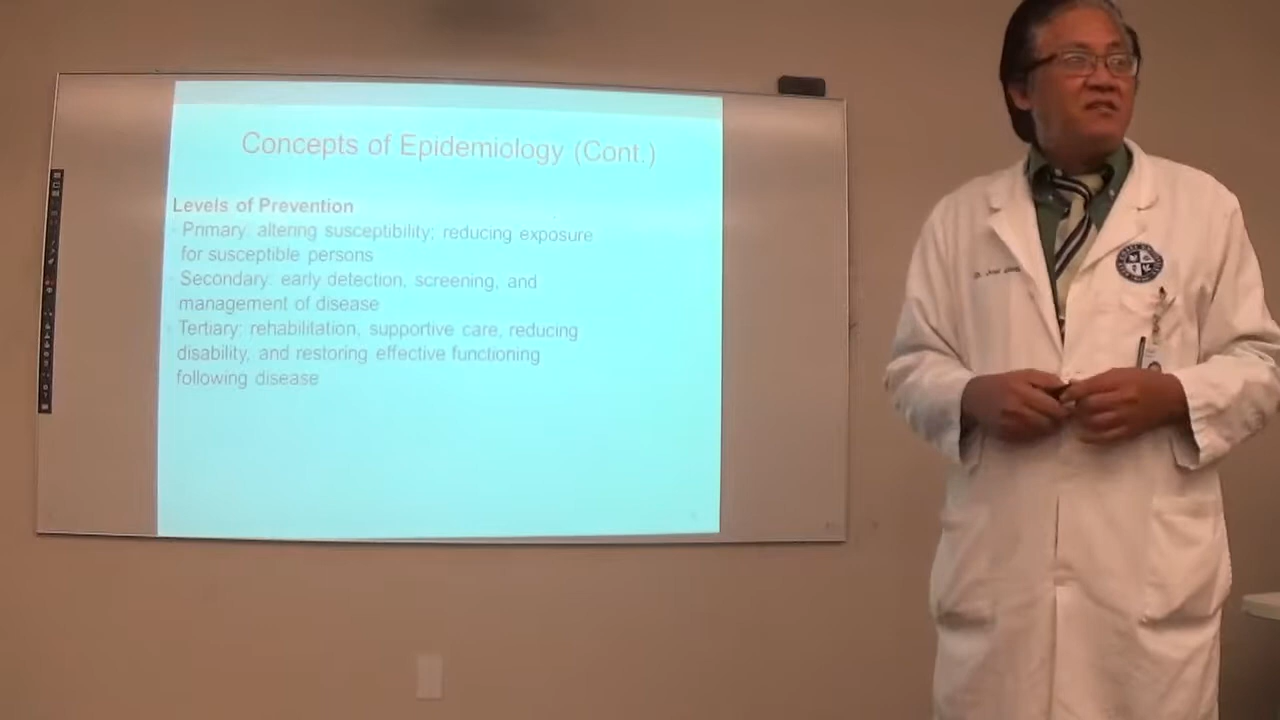 Concepts of Epidemiology (Cont.)
Levels of Prevention
Primary: altering susceptibility; reducing exposure
for susceptible persons
Secondary: early detection, screening, and
management of disease
Tertiary: rehabilitation, supportive care, reducing
disability, and restoring effective functioning
following disease